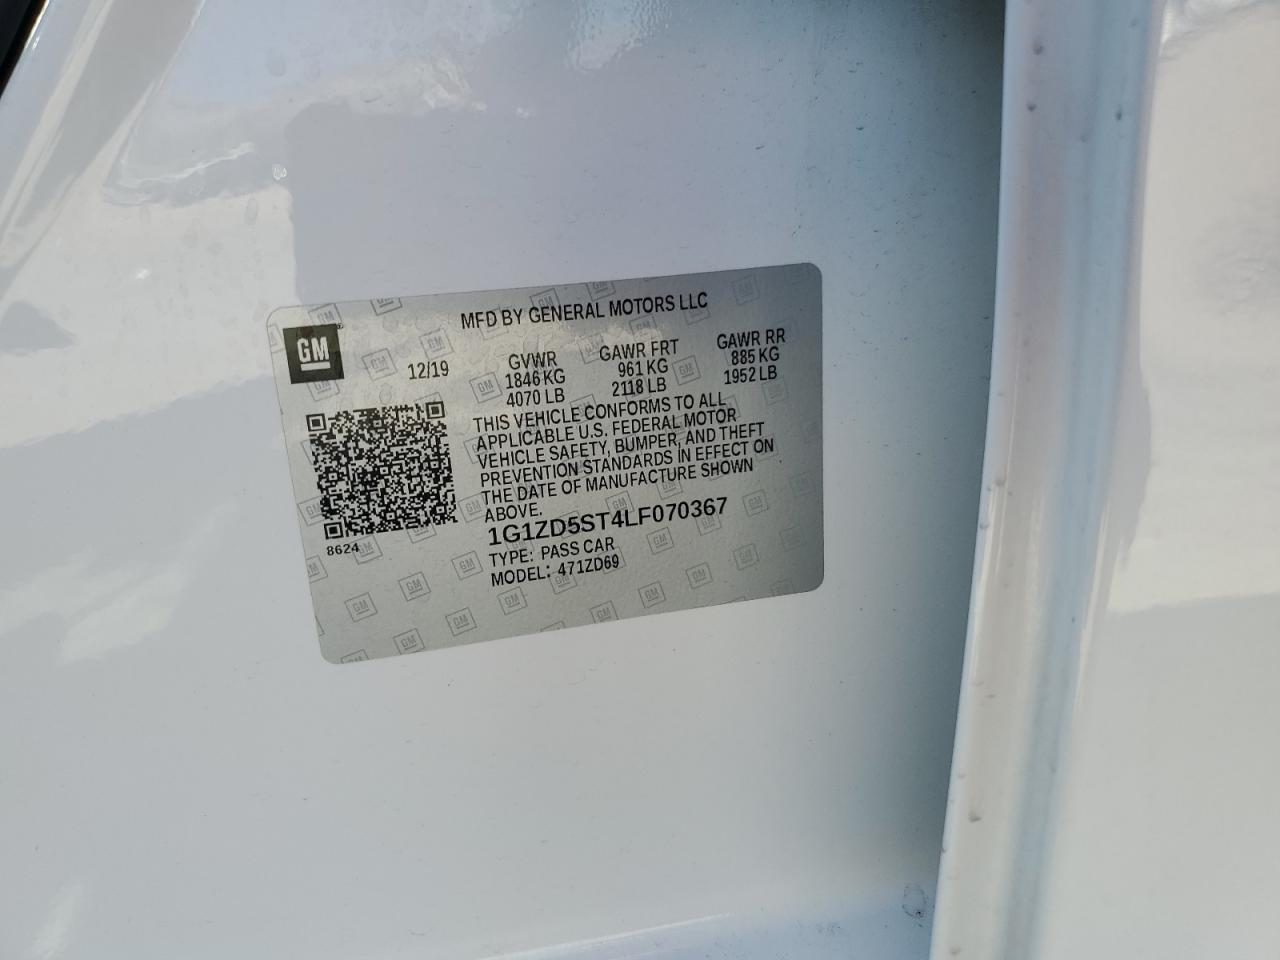 MFD BY GENERAL MOTORS LLC
GM
12/19
GVWR
1846 KG
4070 LB
GAWR FRT
961 KG
2118 LB
GAWR RR
885 KG
1952 LB
THIS VEHICLE CONFORMS TO ALL
APPLICABLE U.S. FEDERAL MOTOR
VEHICLE SAFETY, BUMPER, AND THEFT
PREVENTION STANDARDS IN EFFECT ON
THE DATE OF MANUFACTURE SHOWN
ABOVE.
1G1ZD5ST4LF070367
TYPE: PASS CAR
MODEL: 471ZD69
8624